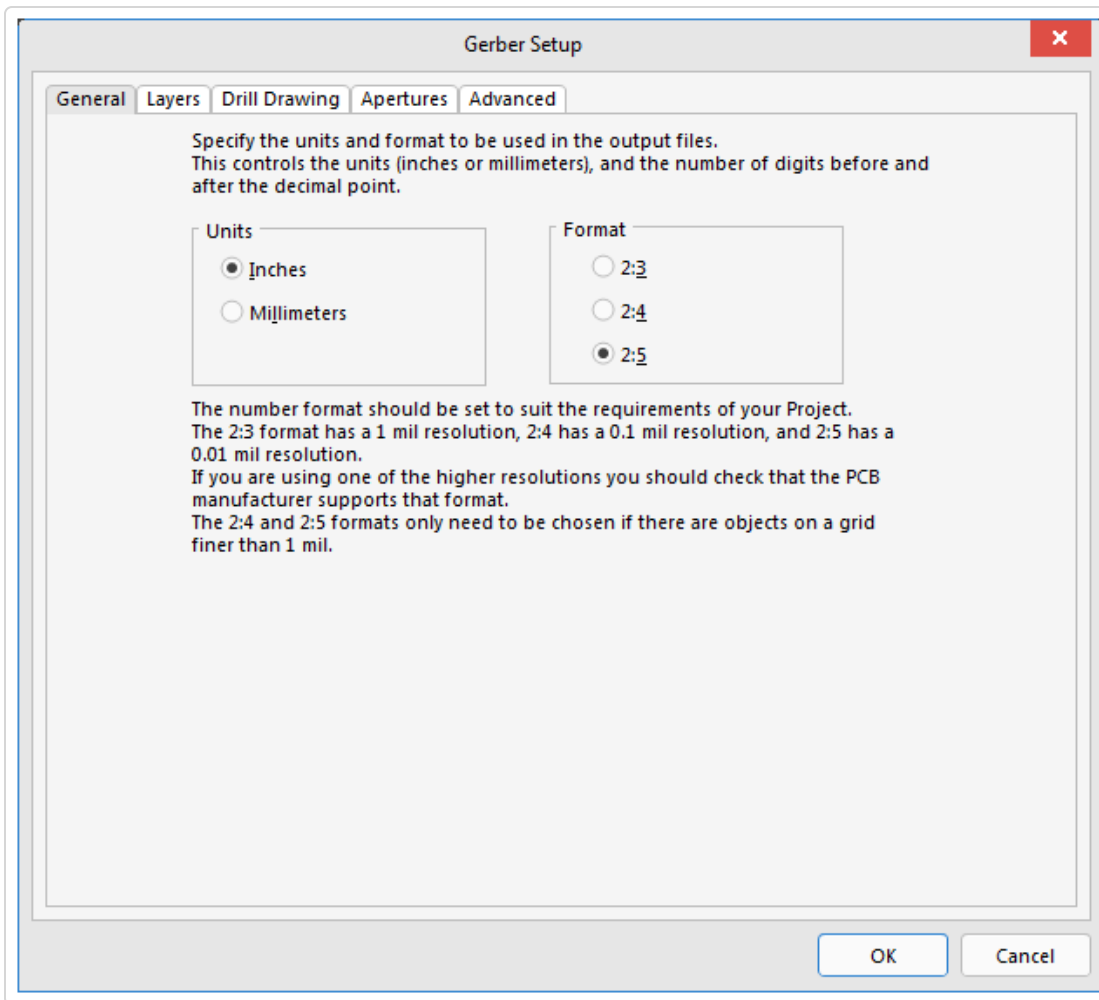 Gerber Setup
General Layers Drill Drawing Apertures Advanced
Specify the units and format to be used in the output files.
This controls the units (inches or millimeters), and the number of digits before and
after the decimal point.
Units
Inches
Millimeters
Format
2:3
2:4
2:5
The number format should be set to suit the requirements of your Project.
The 2:3 format has a 1 mil resolution, 2:4 has a 0.1 mil resolution, and 2:5 has a
0.01 mil resolution.
If you are using one of the higher resolutions you should check that the PCB
manufacturer supports that format.
The 2:4 and 2:5 formats only need to be chosen if there are objects on a grid
finer than 1 mil.
OK Cancel